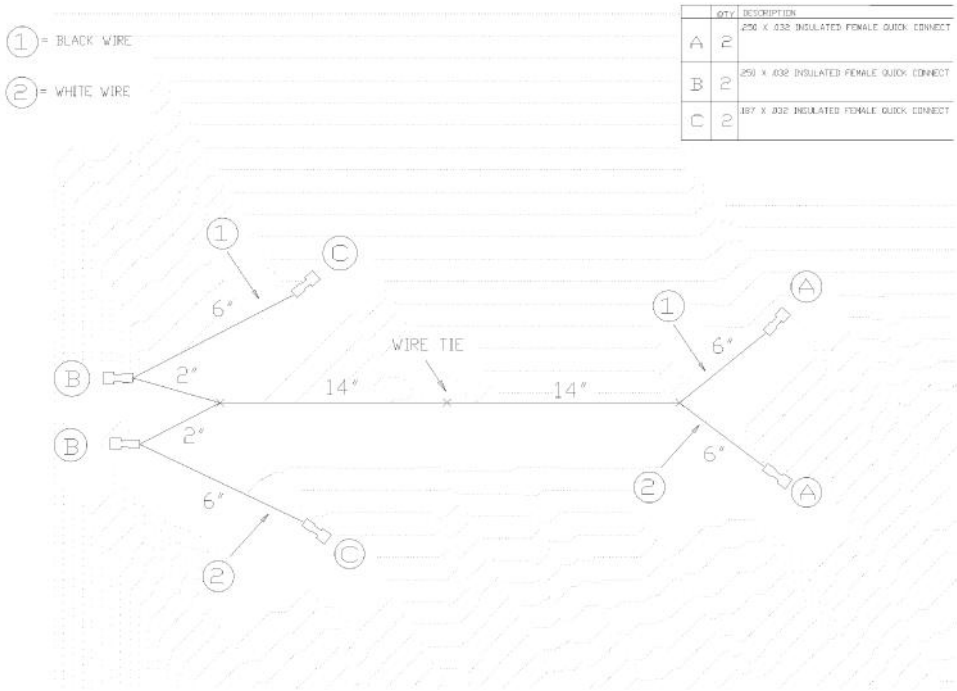 QTY DESCRIPTION
A 2 .250 X .032 INSULATED FEMALE QUICK CONNECT
B 2 .250 X .032 INSULATED FEMALE QUICK CONNECT
C 2 .187 X .032 INSULATED FEMALE QUICK CONNECT
1 = BLACK WIRE
2 = WHITE WIRE
1
C
6"
A
1
6"
WIRE TIE
B
2"
14"
14"
B
2"
6"
2
A
6"
2
C